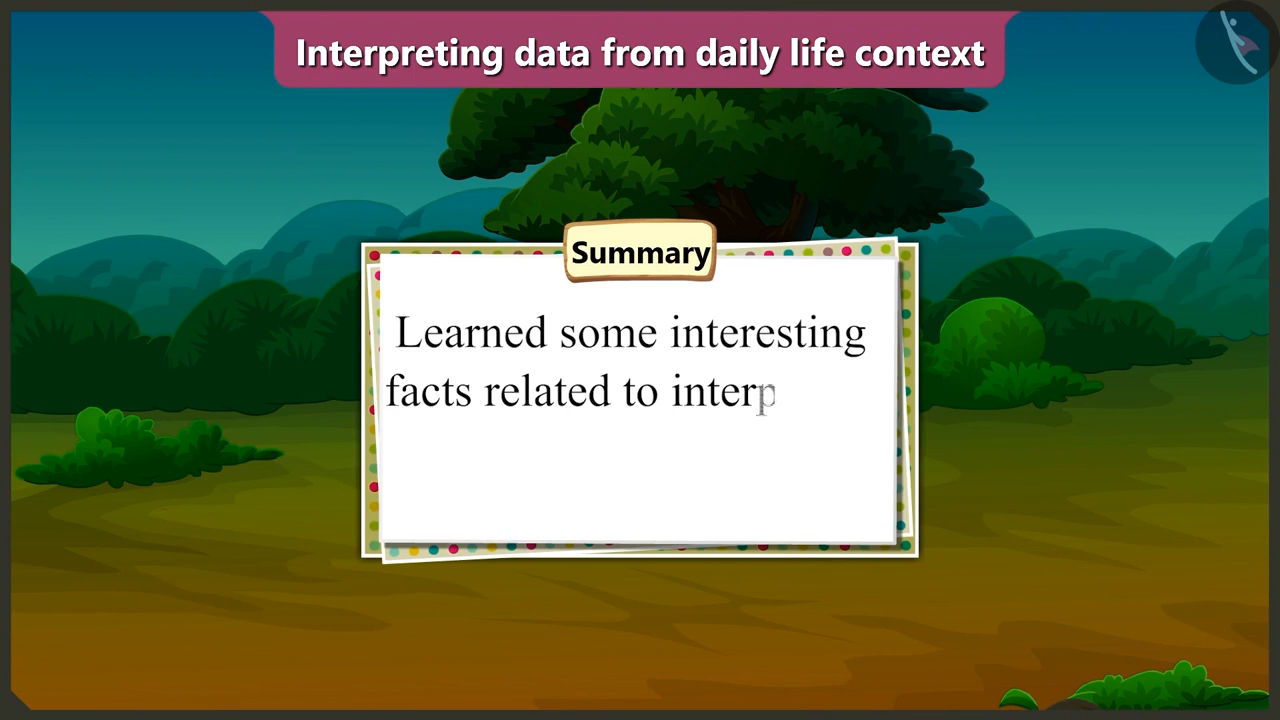 Interpreting data from daily life context
Summary
Learned some interesting
facts related to interp